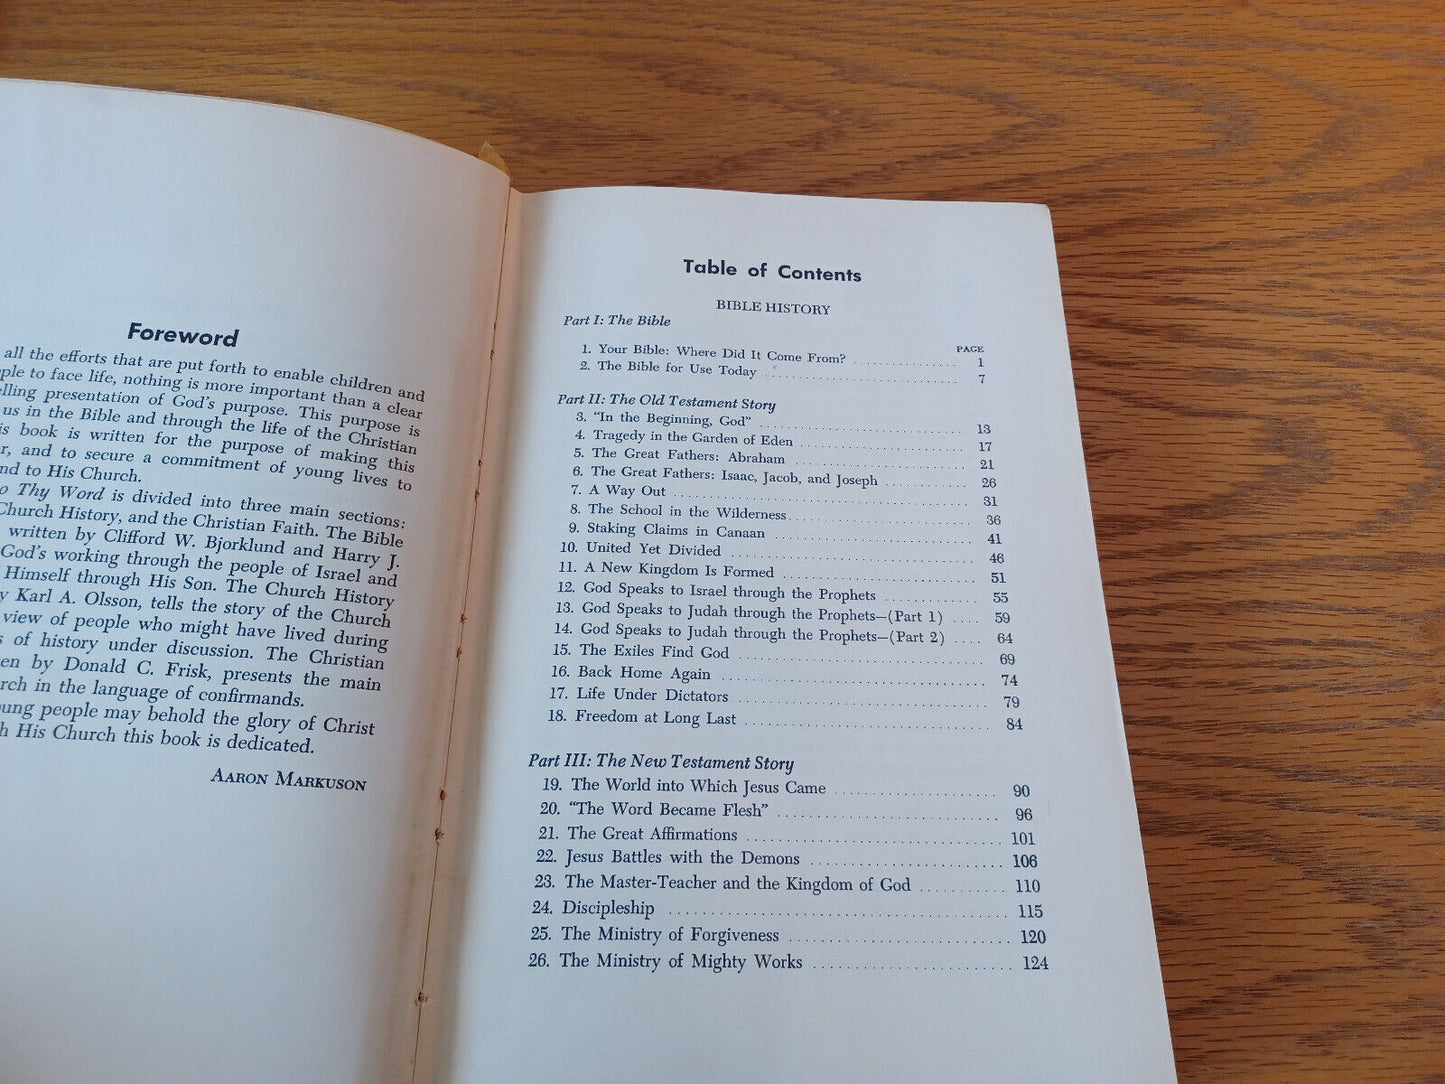 Foreword
all the efforts that are put forth to enable children and
to face life, nothing is more important than a clear
presentation of God's purpose. This purpose is
us in the Bible and through the life of the Christian
book is written for the purpose of making this
and to secure a commitment of young lives to
to His Church.
Thy Word is divided into three main sections:
Church History, and the Christian Faith. The Bible
written by Clifford W. Bjorklund and Harry J.
God's working through the people of Israel and
Himself through His Son. The Church History
Karl A. Olsson, tells the story of the Church
view of people who might have lived during
of history under discussion. The Christian
by Donald C. Frisk, presents the main
in the language of confirmands.
people may behold the glory of Christ
His Church this book is dedicated.
Aaron Markuson
Table of Contents
BIBLE HISTORY
Part I: The Bible
PAGE
1. Your Bible: Where Did It Come From? 1
2. The Bible for Use Today 7
Part II: The Old Testament Story
3. "In the Beginning, God" 13
4. Tragedy in the Garden of Eden 17
5. The Great Fathers: Abraham 21
6. The Great Fathers: Isaac, Jacob, and Joseph 26
7. A Way Out 31
8. The School in the Wilderness 36
9. Staking Claims in Canaan 41
10. United Yet Divided 46
11. A New Kingdom Is Formed 51
12. God Speaks to Israel through the Prophets 55
13. God Speaks to Judah through the Prophets—(Part 1) 59
14. God Speaks to Judah through the Prophets—(Part 2) 64
15. The Exiles Find God 69
16. Back Home Again 74
17. Life Under Dictators 79
18. Freedom at Long Last 84
Part III: The New Testament Story
19. The World into Which Jesus Came 90
20. "The Word Became Flesh" 96
21. The Great Affirmations 101
22. Jesus Battles with the Demons 106
23. The Master-Teacher and the Kingdom of God 110
24. Discipleship 115
25. The Ministry of Forgiveness 120
26. The Ministry of Mighty Works 124